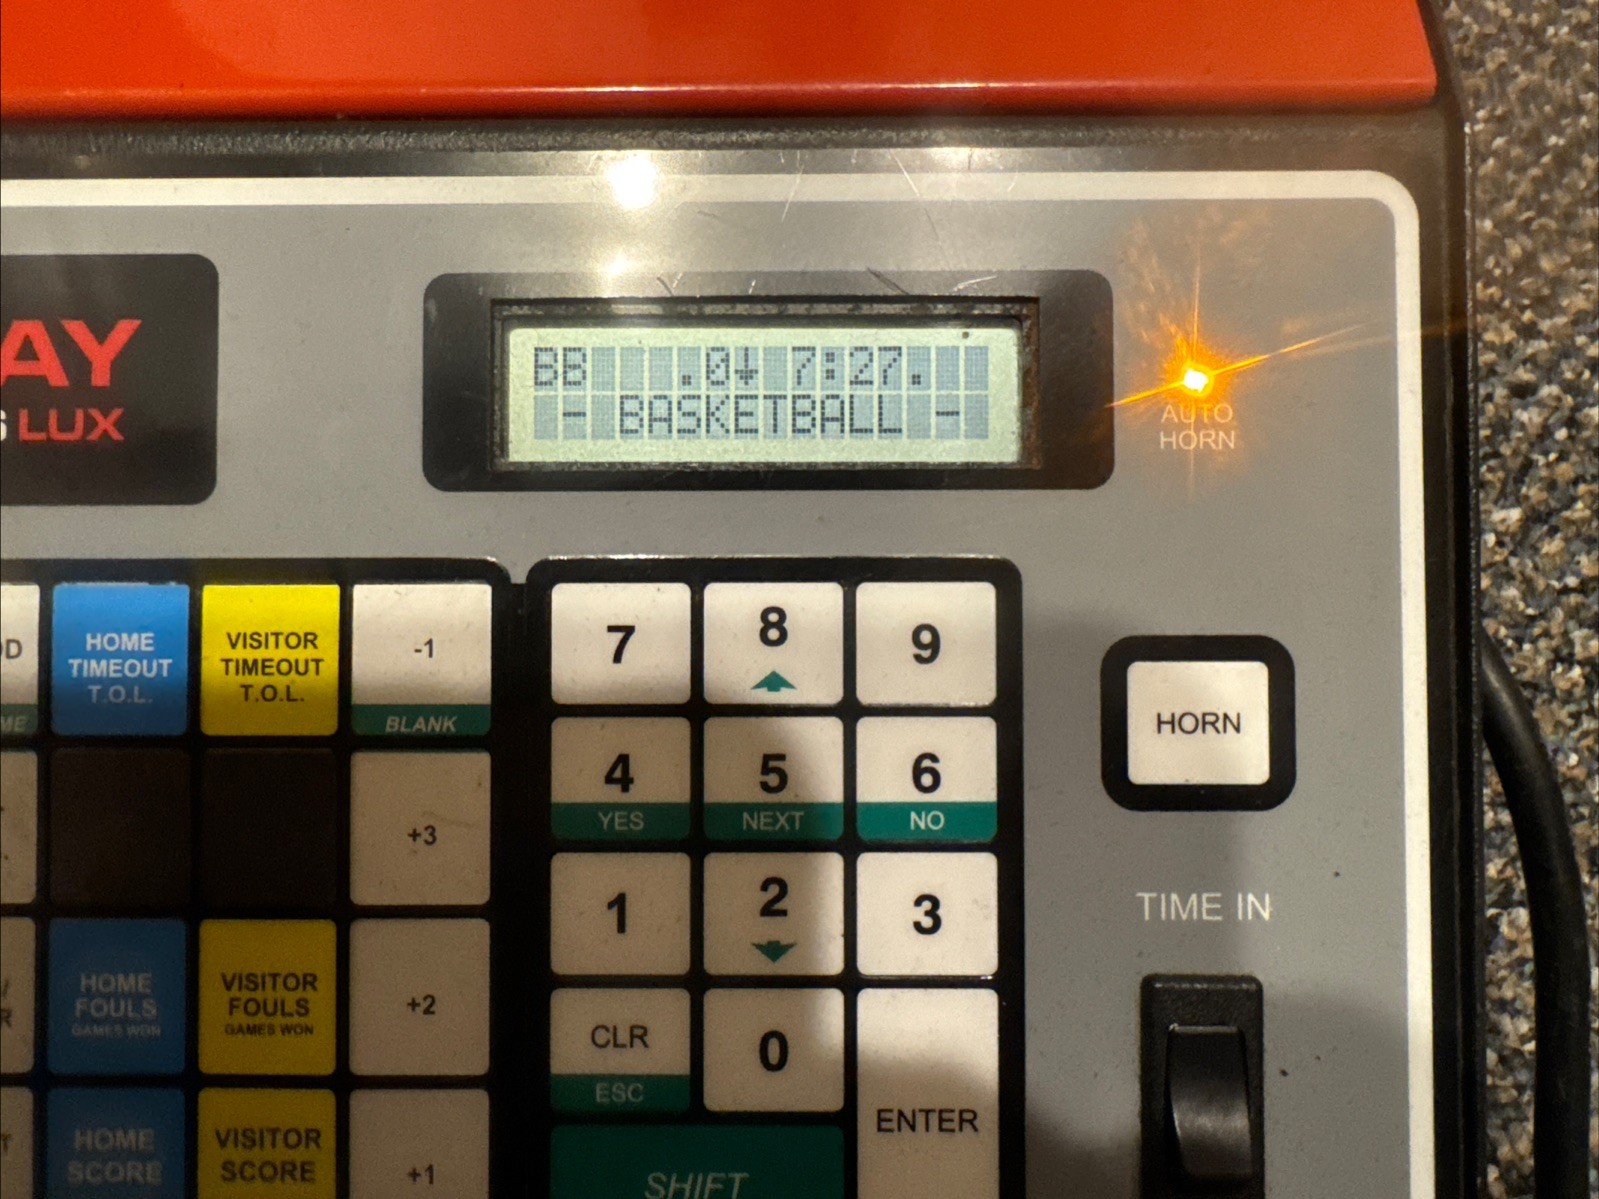 AY
LUX
BB .0↓ 7:27.
- BASKETBALL -
AUTO
HORN
HOME
TIMEOUT
T.O.L.
VISITOR
TIMEOUT
T.O.L.
-1
BLANK
7
8
9
HORN
+3
4
YES
5
NEXT
6
NO
1
2
3
TIME IN
HOME
FOULS
GAMES WON
VISITOR
FOULS
GAMES WON
+2
CLR
ESC
0
ENTER
HOME
SCORE
VISITOR
SCORE
+1
SHIFT